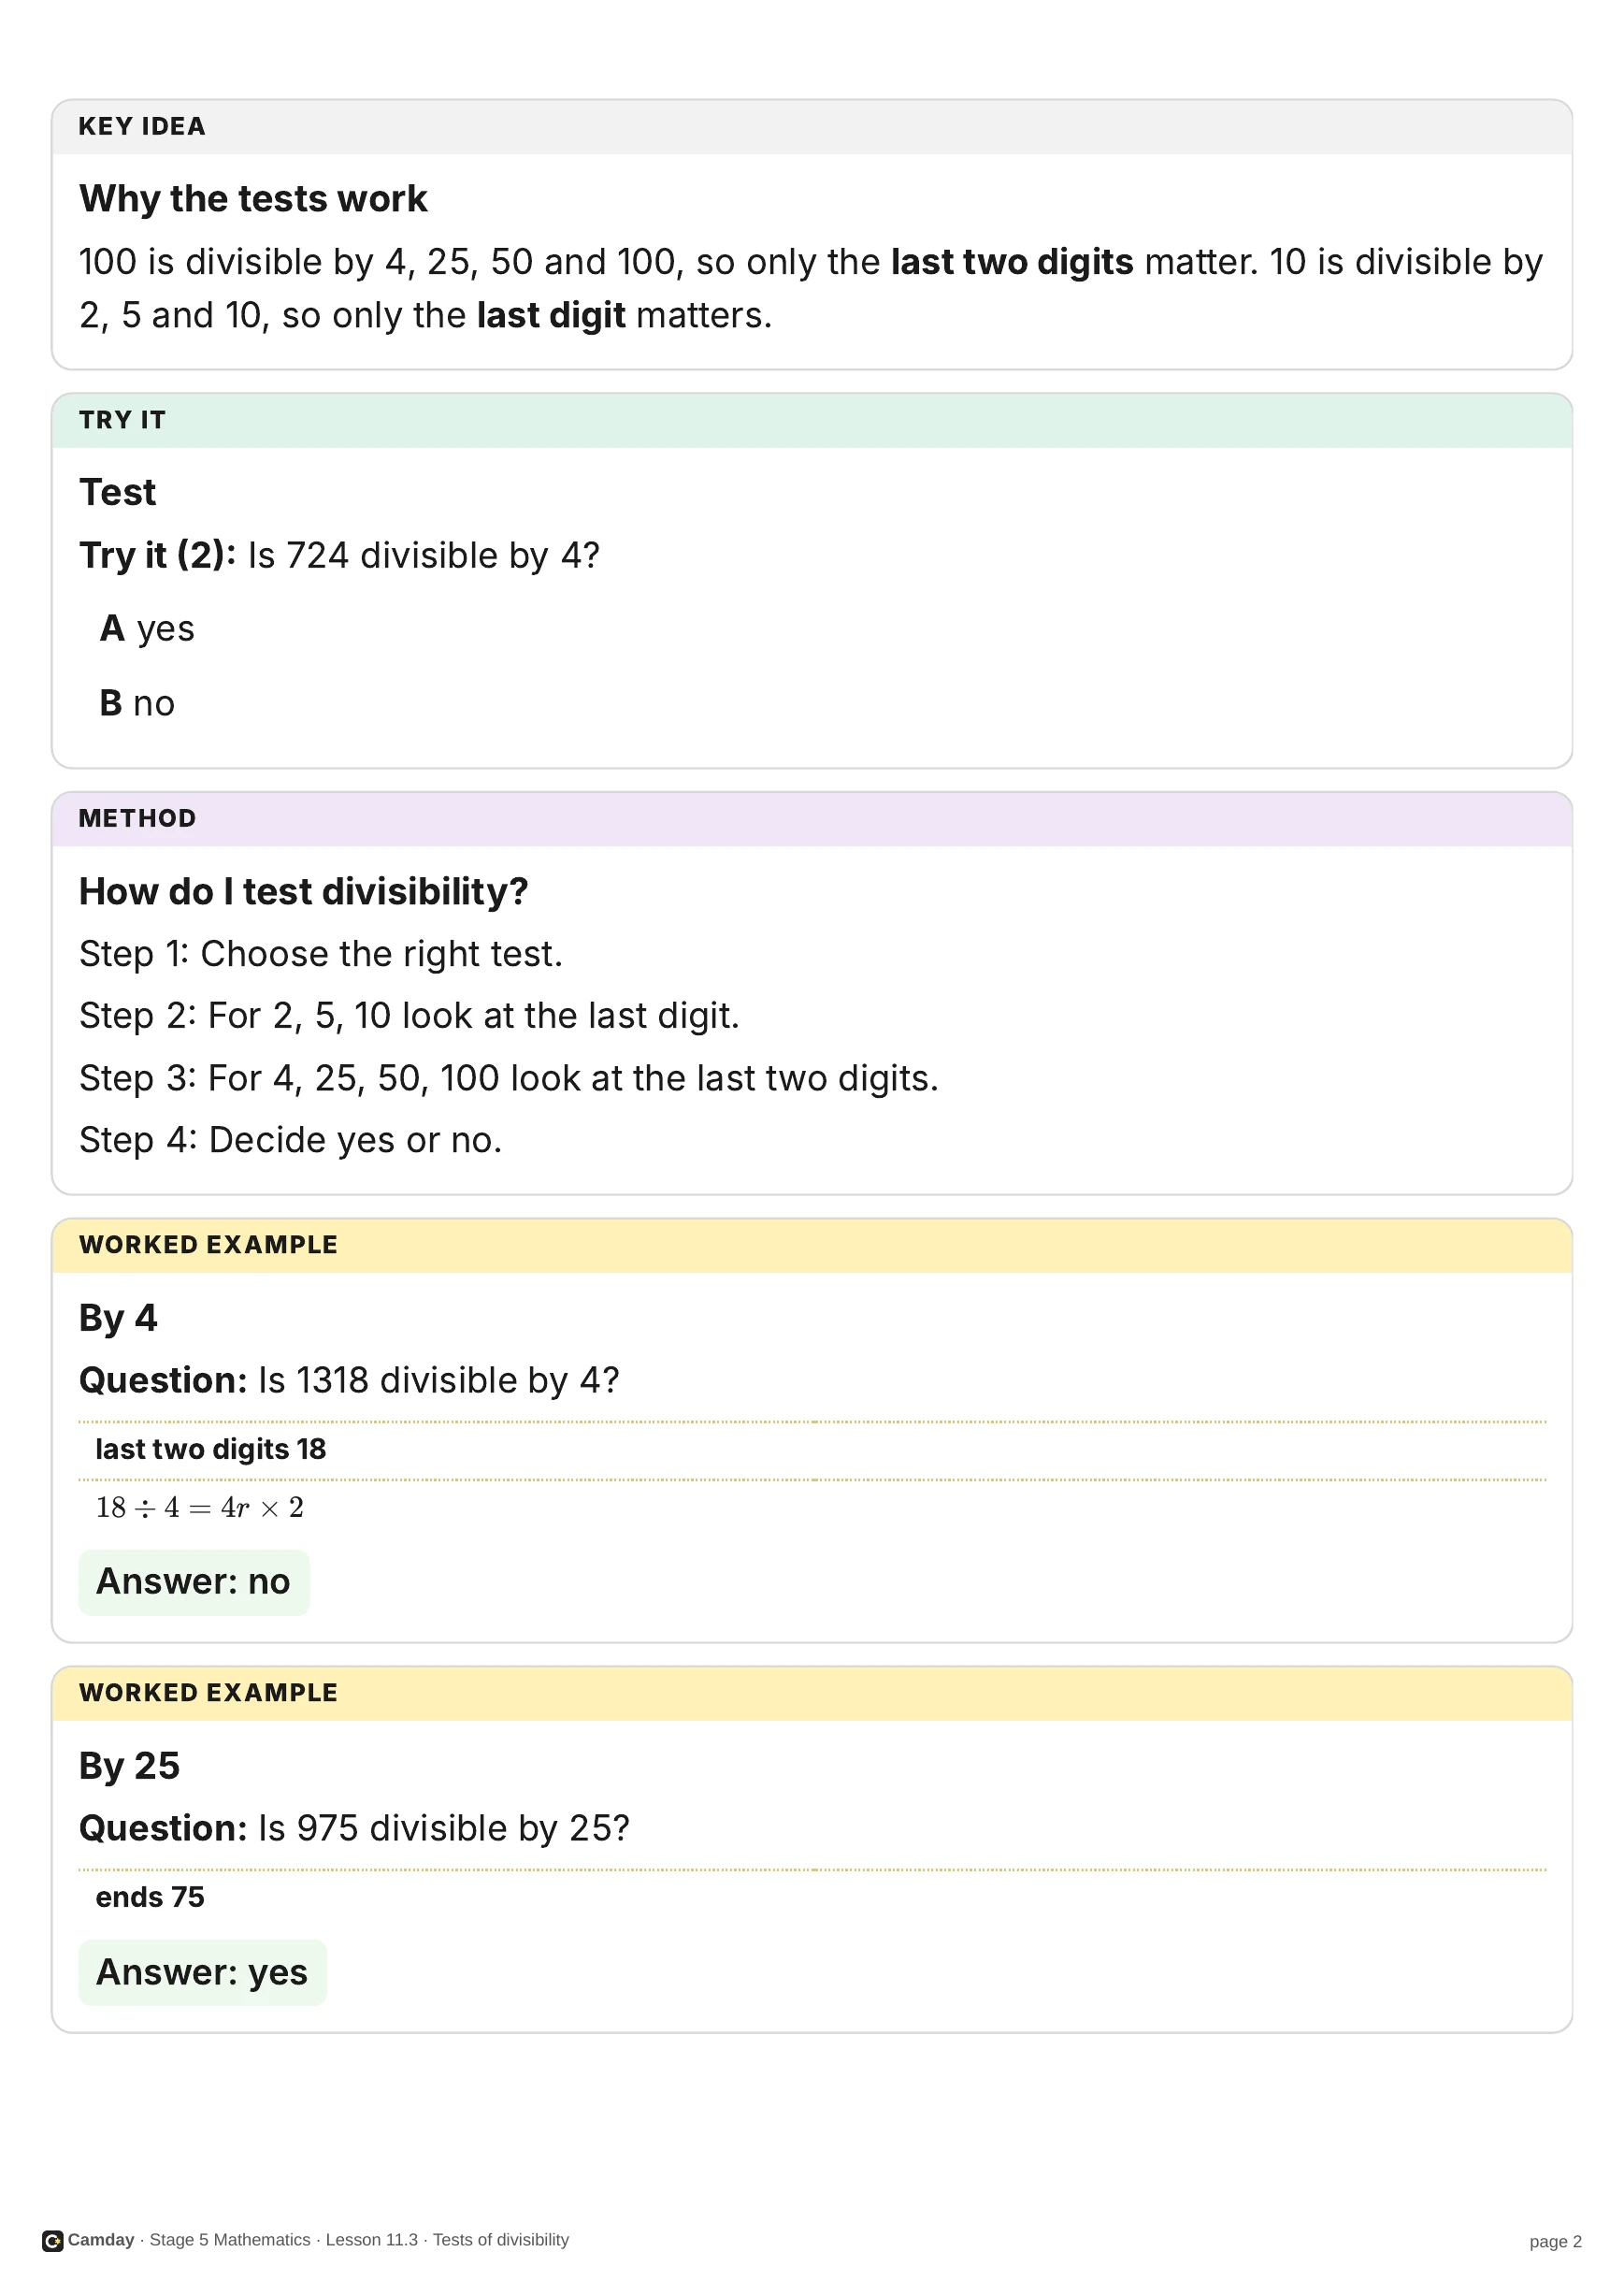 KEY IDEA
Why the tests work
100 is divisible by 4, 25, 50 and 100, so only the last two digits matter. 10 is divisible by
2, 5 and 10, so only the last digit matters.
TRY IT
Test
Try it (2): Is 724 divisible by 4?
A yes
B no
METHOD
How do I test divisibility?
Step 1: Choose the right test.
Step 2: For 2, 5, 10 look at the last digit.
Step 3: For 4, 25, 50, 100 look at the last two digits.
Step 4: Decide yes or no.
WORKED EXAMPLE
By 4
Question: Is 1318 divisible by 4?
last two digits 18
18 ÷ 4 = 4r × 2
Answer: no
WORKED EXAMPLE
By 25
Question: Is 975 divisible by 25?
ends 75
Answer: yes
Camday · Stage 5 Mathematics · Lesson 11.3 · Tests of divisibility
page 2